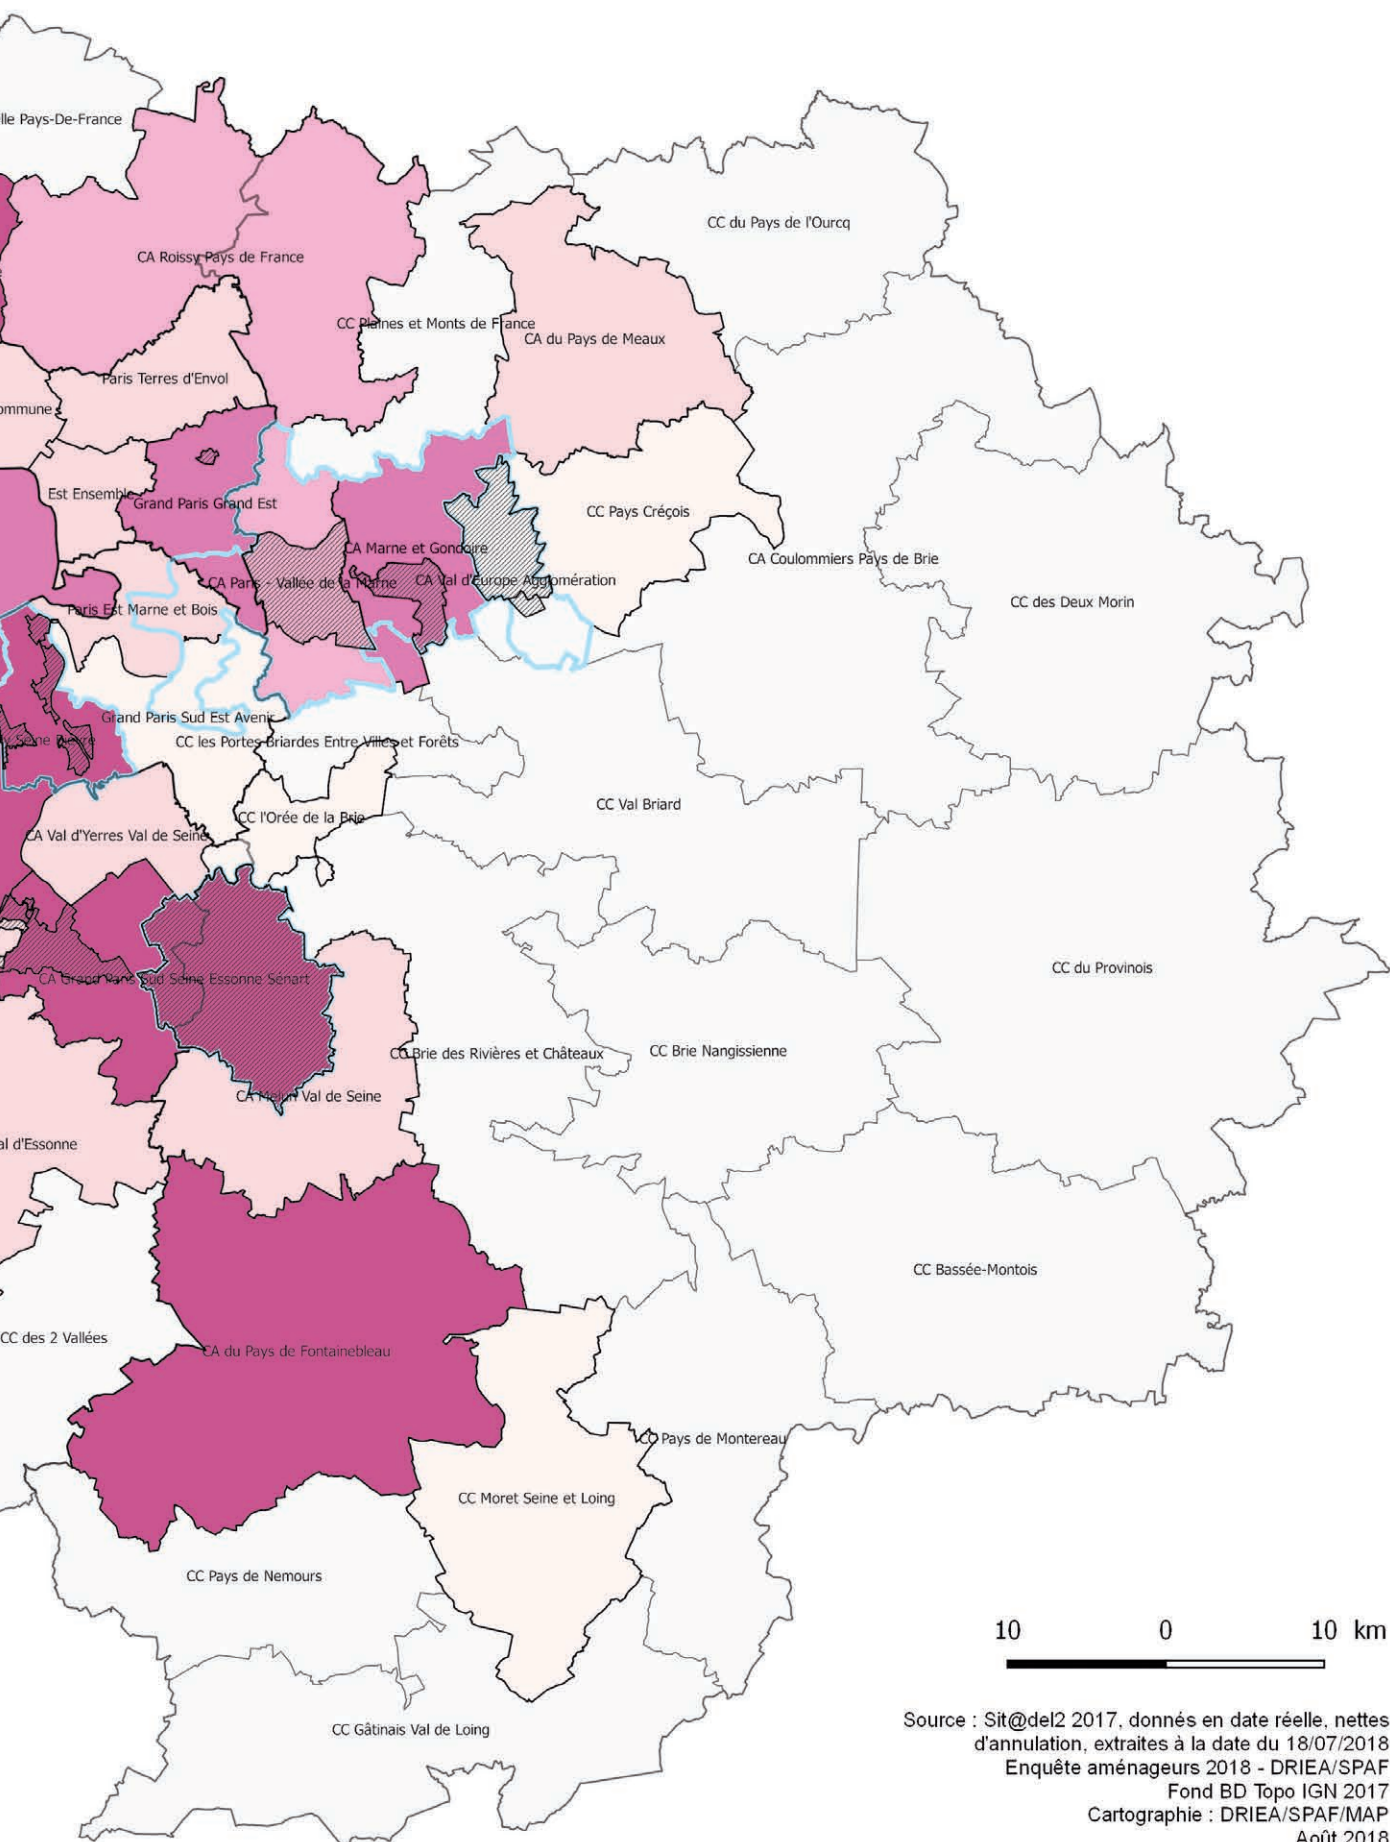 lle Pays-De-France
CC du Pays de l'Ourcq
CA Roissy Pays de France
CC Plaines et Monts de France
CA du Pays de Meaux
Paris Terres d'Envol
ommune
Est Ensemble
Grand Paris Grand Est
CC Pays Créçois
CA Marne et Gondoire
CA Coulommiers Pays de Brie
CA Paris - Vallée de la Marne
CA Val d'Europe Agglomération
CC des Deux Morin
Paris Est Marne et Bois
Grand Paris Sud Est Avenir
y Seine Bièvre
CC les Portes Briardes Entre Villes et Forêts
CC Val Briard
CC l'Orée de la Brie
CA Val d'Yerres Val de Seine
CC du Provinois
CA Grand Paris Sud Seine Essonne Sénart
CC Brie des Rivières et Châteaux
CC Brie Nangissienne
CA Melun Val de Seine
al d'Essonne
CC Bassée-Montois
CC des 2 Vallées
CA du Pays de Fontainebleau
CC Pays de Montereau
CC Moret Seine et Loing
CC Pays de Nemours
CC Gâtinais Val de Loing
10 0 10 km
Source : Sit@del2 2017, donnés en date réelle, nettes
d'annulation, extraites à la date du 18/07/2018
Enquête aménageurs 2018 - DRIEA/SPAF
Fond BD Topo IGN 2017
Cartographie : DRIEA/SPAF/MAP
Août 2018